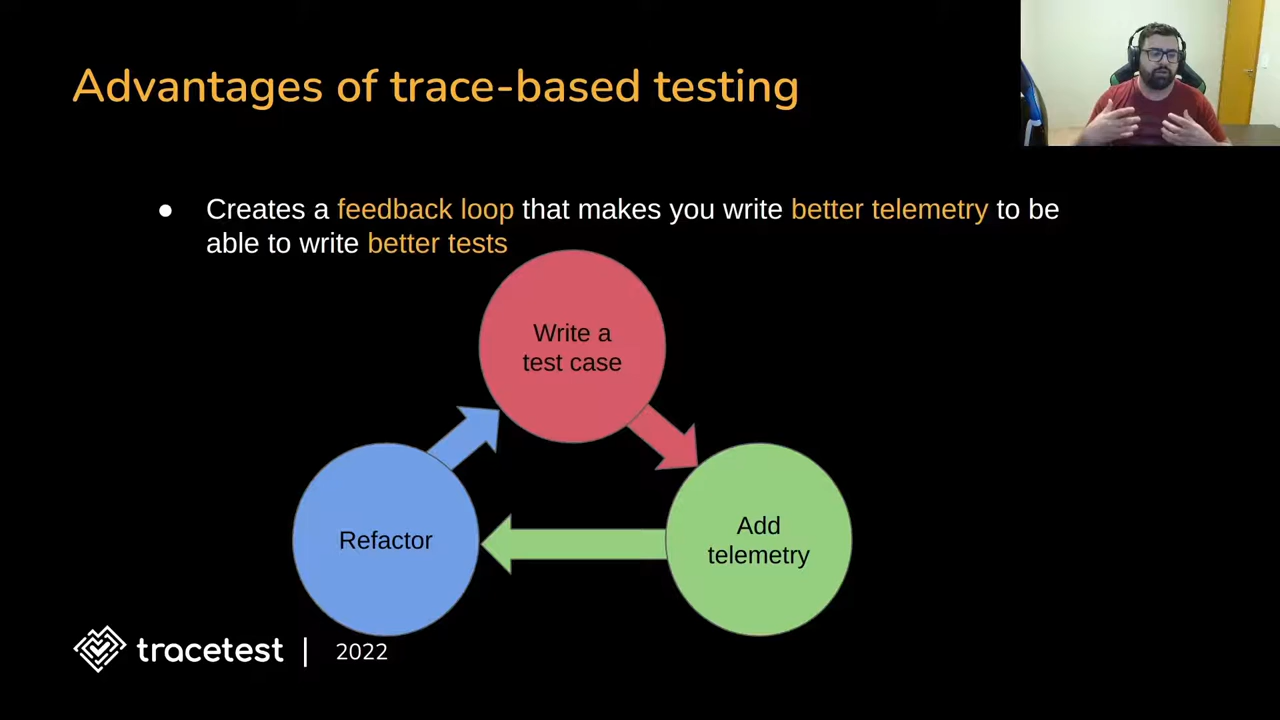 Advantages of trace-based testing
● Creates a feedback loop that makes you write better telemetry to be
able to write better tests
Write a
test case
Refactor
Add
telemetry
tracetest | 2022